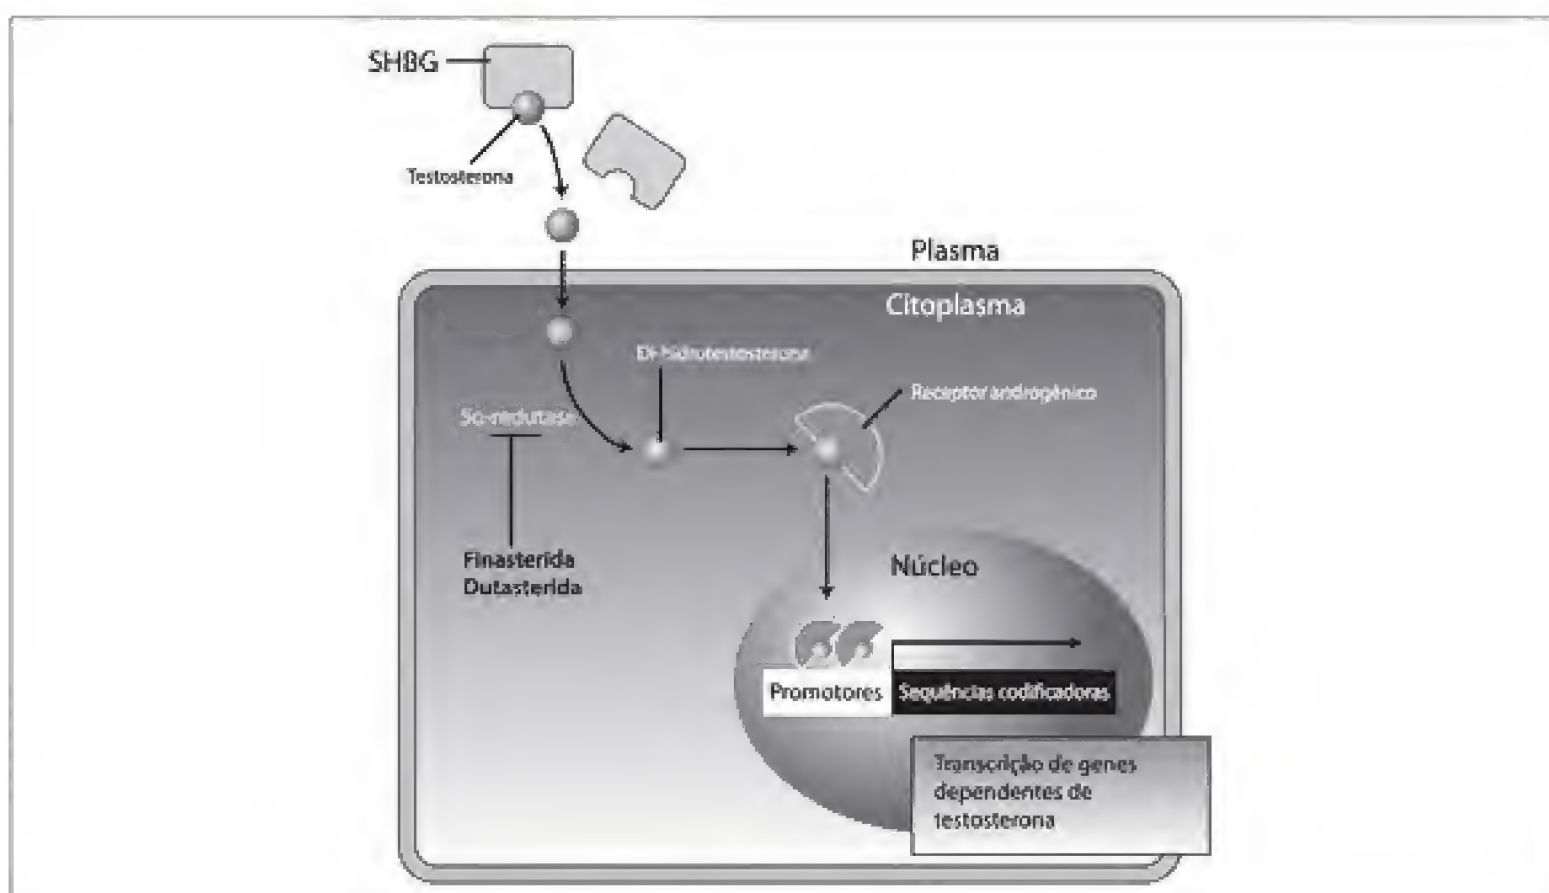 SHBG
Testosterona
Plasma
Citoplasma
Di-hidrotestosterona
Receptor androgênico
5α-redutase
Finasterida
Dutasterida
Núcleo
Promotores
Sequências codificadoras
Transcrição de genes
dependentes de
testosterona